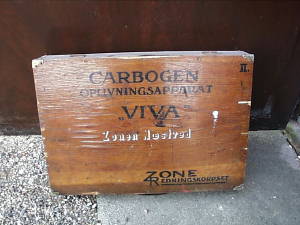 II.
CARBOGEN
OPLIVNINGSAPPARAT
"VIVA"
Zonen Næstved
ZONE
REDNINGSKORPSET